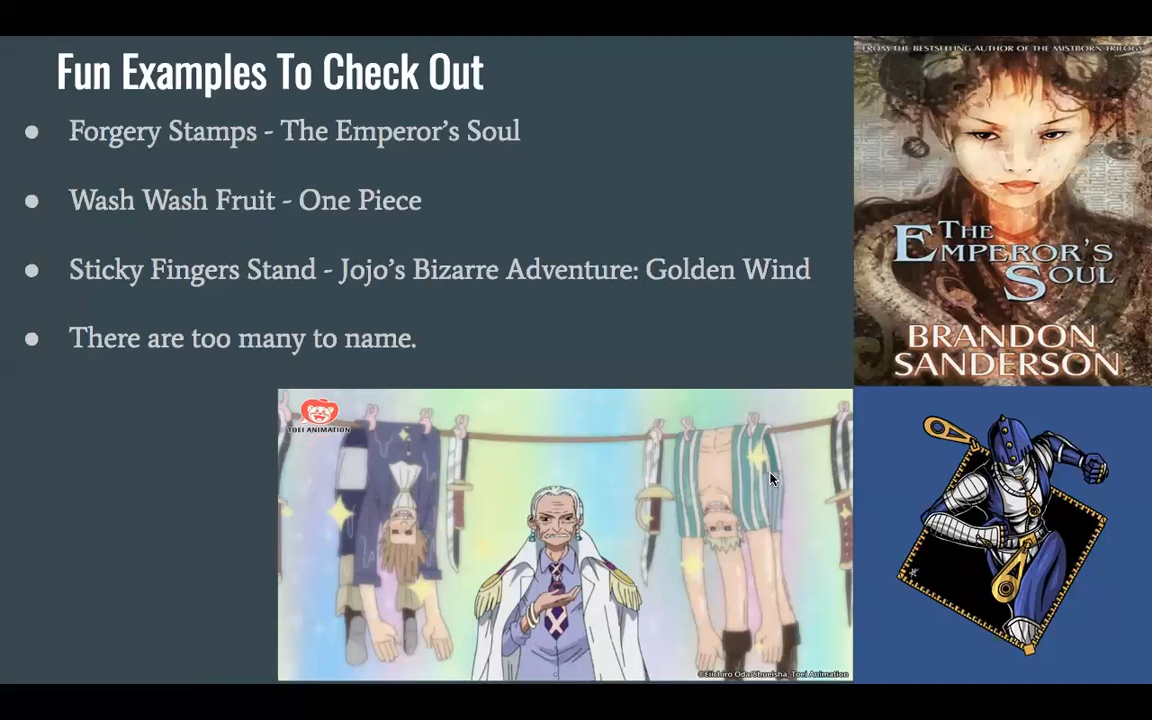 Fun Examples To Check Out
● Forgery Stamps - The Emperor’s Soul
● Wash Wash Fruit - One Piece
● Sticky Fingers Stand - Jojo’s Bizarre Adventure: Golden Wind
● There are too many to name.
FROM THE BESTSELLING AUTHOR OF THE MISTBORN TRILOGY
THE
EMPEROR’S
SOUL
BRANDON
SANDERSON
TOEI ANIMATION
©Eiichiro Oda/Shueisha, Toei Animation